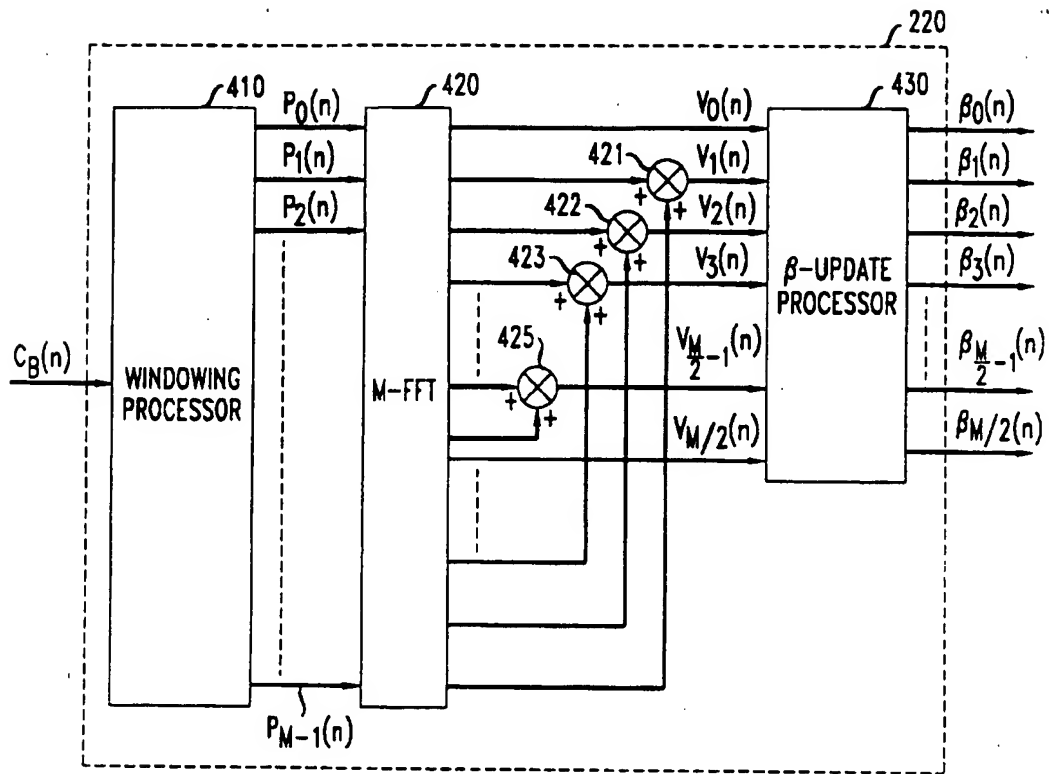 220
410
420
430
P0(n)
V0(n)
β0(n)
421
P1(n)
V1(n)
β1(n)
+
+
422
P2(n)
V2(n)
β2(n)
+
+
423
V3(n)
β3(n)
+
+
β-UPDATE
PROCESSOR
425
CB(n)
WINDOWING
PROCESSOR
M-FFT
VM/2-1(n)
βM/2-1(n)
+
+
VM/2(n)
βM/2(n)
PM-1(n)